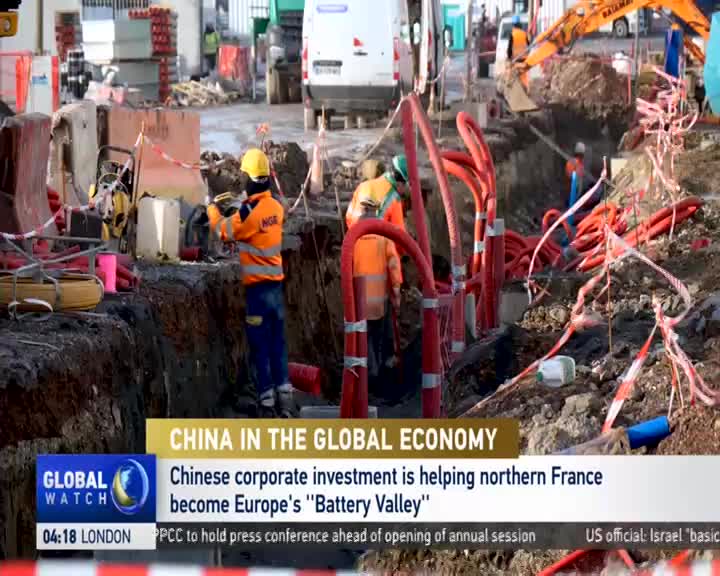 NGE
CHINA IN THE GLOBAL ECONOMY
Chinese corporate investment is helping northern France
become Europe's "Battery Valley"
GLOBAL
WATCH
04:18 LONDON
PPCC to hold press conference ahead of opening of annual session US official: Israel "basic